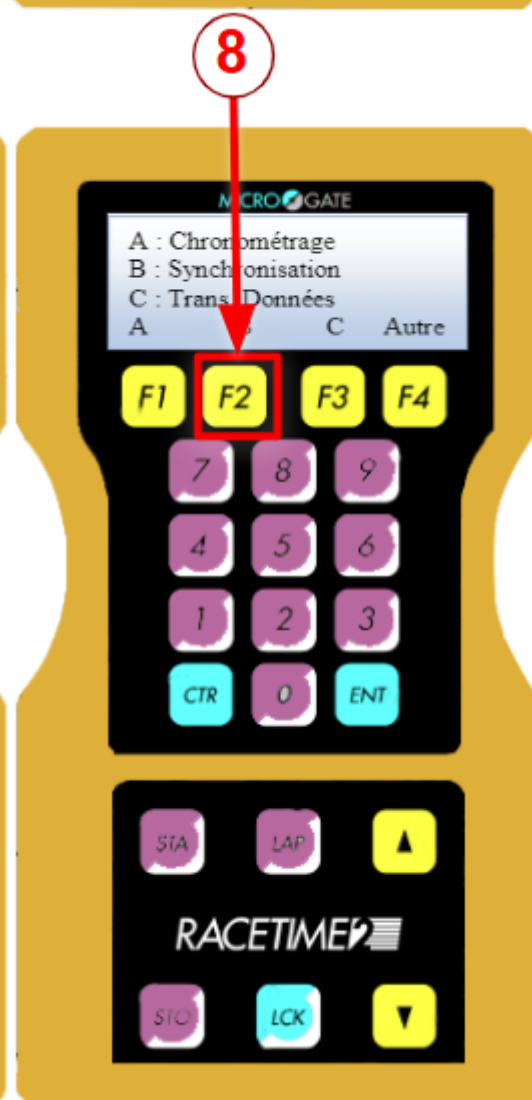 8
MICROGATE
A : Chronométrage
B : Synchronisation
C : Trans. Données
A B C Autre
F1 F2 F3 F4
7 8 9
4 5 6
1 2 3
CTR 0 ENT
STA LAP
RACETIME2
STO LCK